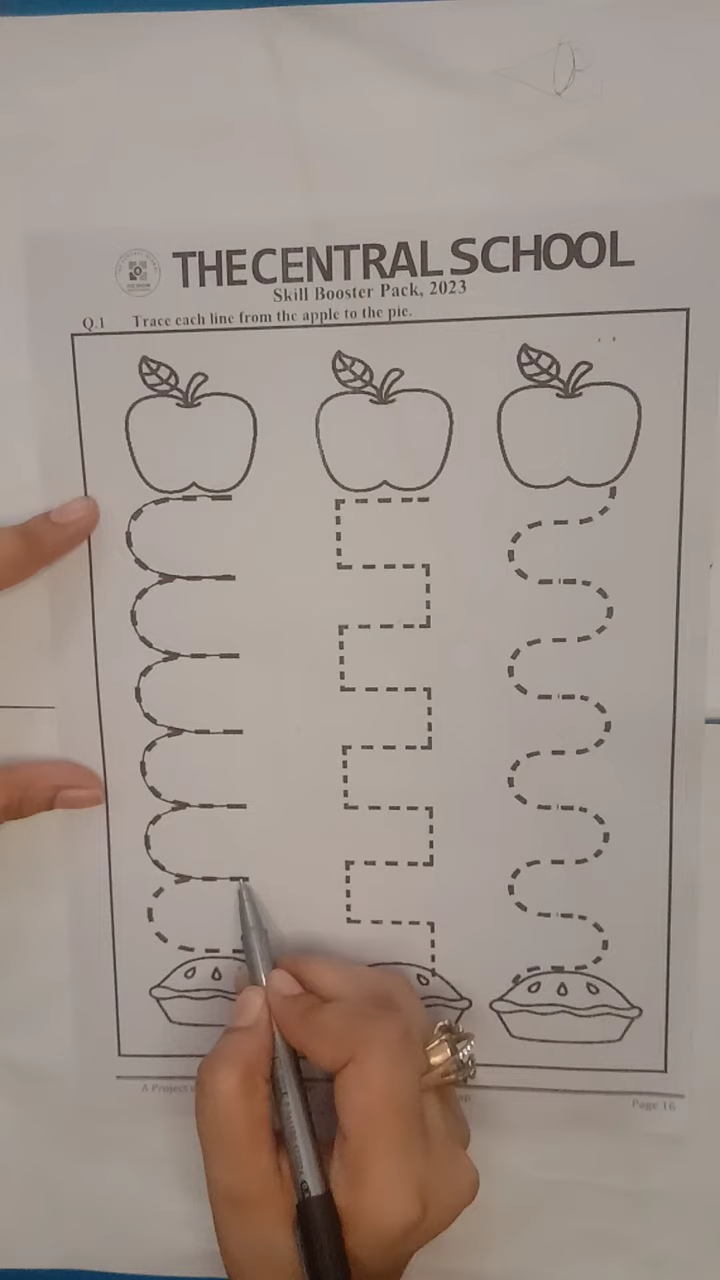 THE CENTRAL SCHOOL
Skill Booster Pack, 2023
Q.1 Trace each line from the apple to the pie.
A Project
Page 16